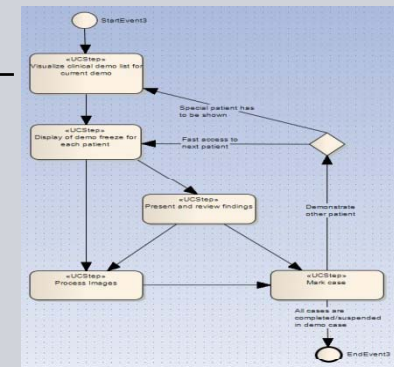 StartEvent3
«UCStep»
Visualize clinical demo list for
current demo
Special patient has
to be shown
«UCStep»
Display of demo freeze for
each patient
Fast access to
next patient
«UCStep»
Present and review findings
Demonstrate
other patient
«UCStep»
Process Images
«UCStep»
Mark case
All cases are
completed/suspended
in demo case
EndEvent3